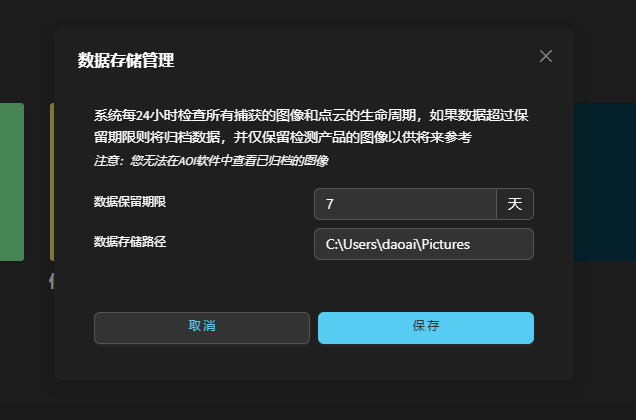 数据存储管理
系统每24小时检查所有捕获的图像和点云的生命周期，如果数据超过保
留期限则将归档数据，并仅保留检测产品的图像以供将来参考
注意：您无法在AOI软件中查看已归档的图像
数据保留期限
7
天
数据存储路径
C:\Users\daoai\Pictures
取消
保存